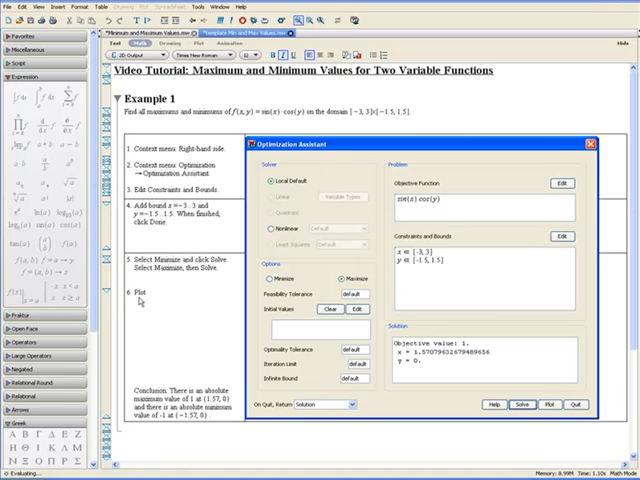 File Edit View Insert Format Table Drawing Plot Spreadsheet Tools Window Help
*Minimum and Maximum Values.mw
*template Min and Max Values.mw
Text Math Drawing Plot Animation
2D Output Times New Roman 12
Favorites
Miscellaneous
Script
Expression
Fraktur
Open Face
Operators
Large Operators
Negated
Relational Round
Relational
Arrows
Greek
Α Β Γ Δ Ε Ζ
Η Θ Ι Κ Λ Μ
Ν Ξ Ο Π Ρ Σ
Video Tutorial: Maximum and Minimum Values for Two Variable Functions
Example 1
Find all maximums and minimums of f(x, y) = sin(x)·cos(y) on the domain [-3, 3]x[-1.5, 1.5].
1. Context menu: Right-hand side.
2. Context menu: Optimization
→ Optimization Assistant.
3. Edit Constraints and Bounds.
4. Add bound x = -3 ..3 and
y = -1.5 ..1.5. When finished,
click Done.
5. Select Minimize and click Solve.
Select Maximize, then Solve.
6. Plot
Conclusion: There is an absolute
maximum value of 1 at (1.57, 0)
and there is an absolute minimum
value of -1 at (-1.57, 0)
Optimization Assistant
Solver
Local Default
Linear Variable Types
Quadratic
Nonlinear Default
Least Squares Default
Options
Minimize Maximize
Feasibility Tolerance default
Initial Values Clear Edit
Optimality Tolerance default
Iteration Limit default
Infinite Bound default
On Quit, Return Solution
Problem
Objective Function Edit
sin(x) cos(y)
Constraints and Bounds Edit
x ∈ [-3, 3]
y ∈ [-1.5, 1.5]
Solution
Objective value: 1.
x = 1.57079632679489656
y = 0.
Help Solve Plot Quit
Evaluating...
Memory: 8.99M Time: 1.10s Math Mode